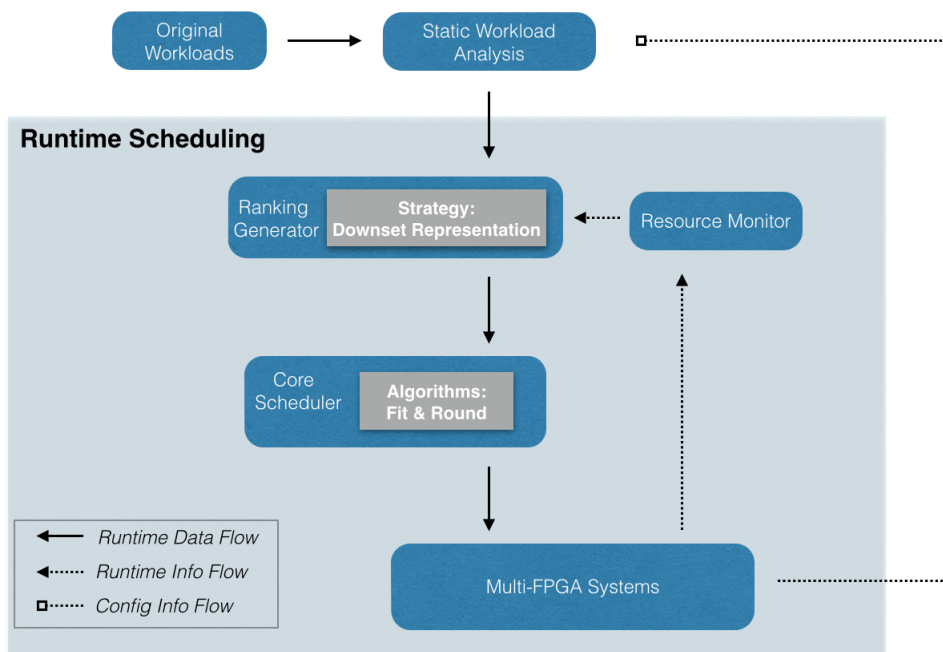 Original
Workloads
Static Workload
Analysis
Runtime Scheduling
Ranking
Generator
Strategy:
Downset Representation
Resource Monitor
Core
Scheduler
Algorithms:
Fit & Round
Runtime Data Flow
Runtime Info Flow
Config Info Flow
Multi-FPGA Systems